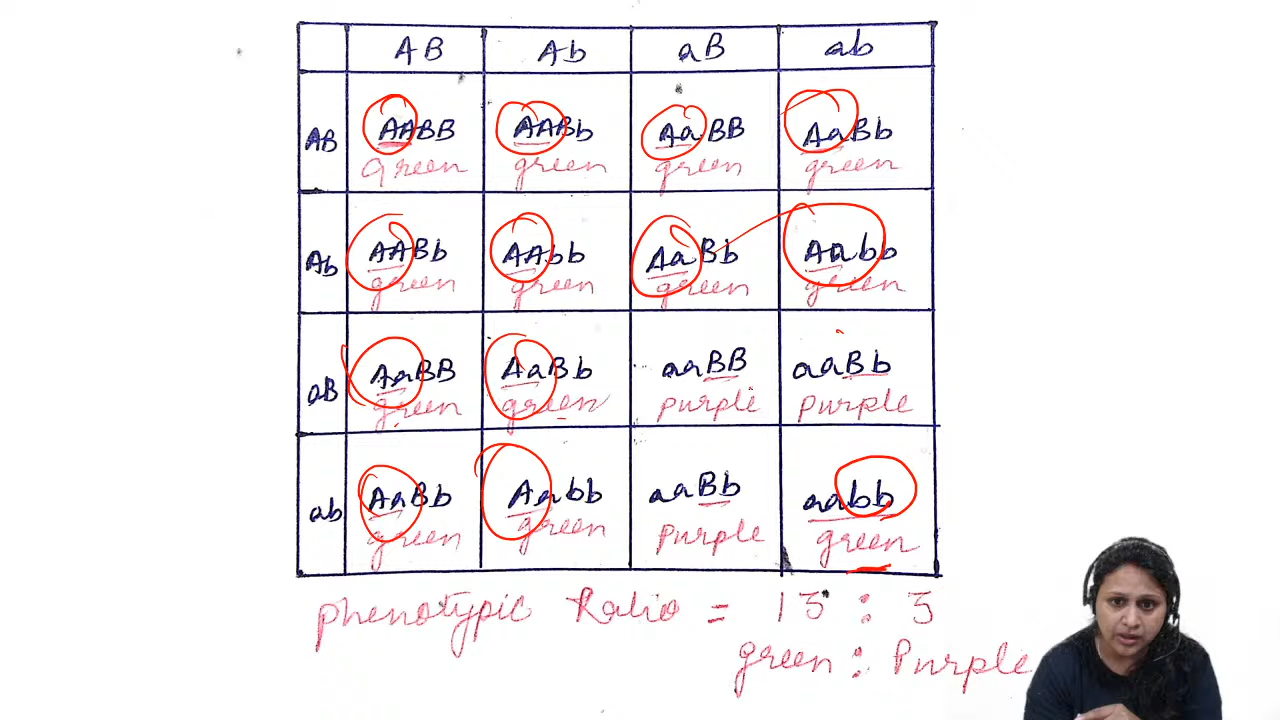 AB Ab aB ab
AB AABB AABb AaBB AaBb
Green green green green
Ab AABb AAbb AaBb Aabb
green green green green
aB AaBB AaBb aaBB aaBb
green green purple purple
ab AaBb Aabb aaBb aabb
green green Purple green
phenotypic Ratio = 13 : 3
green : Purple